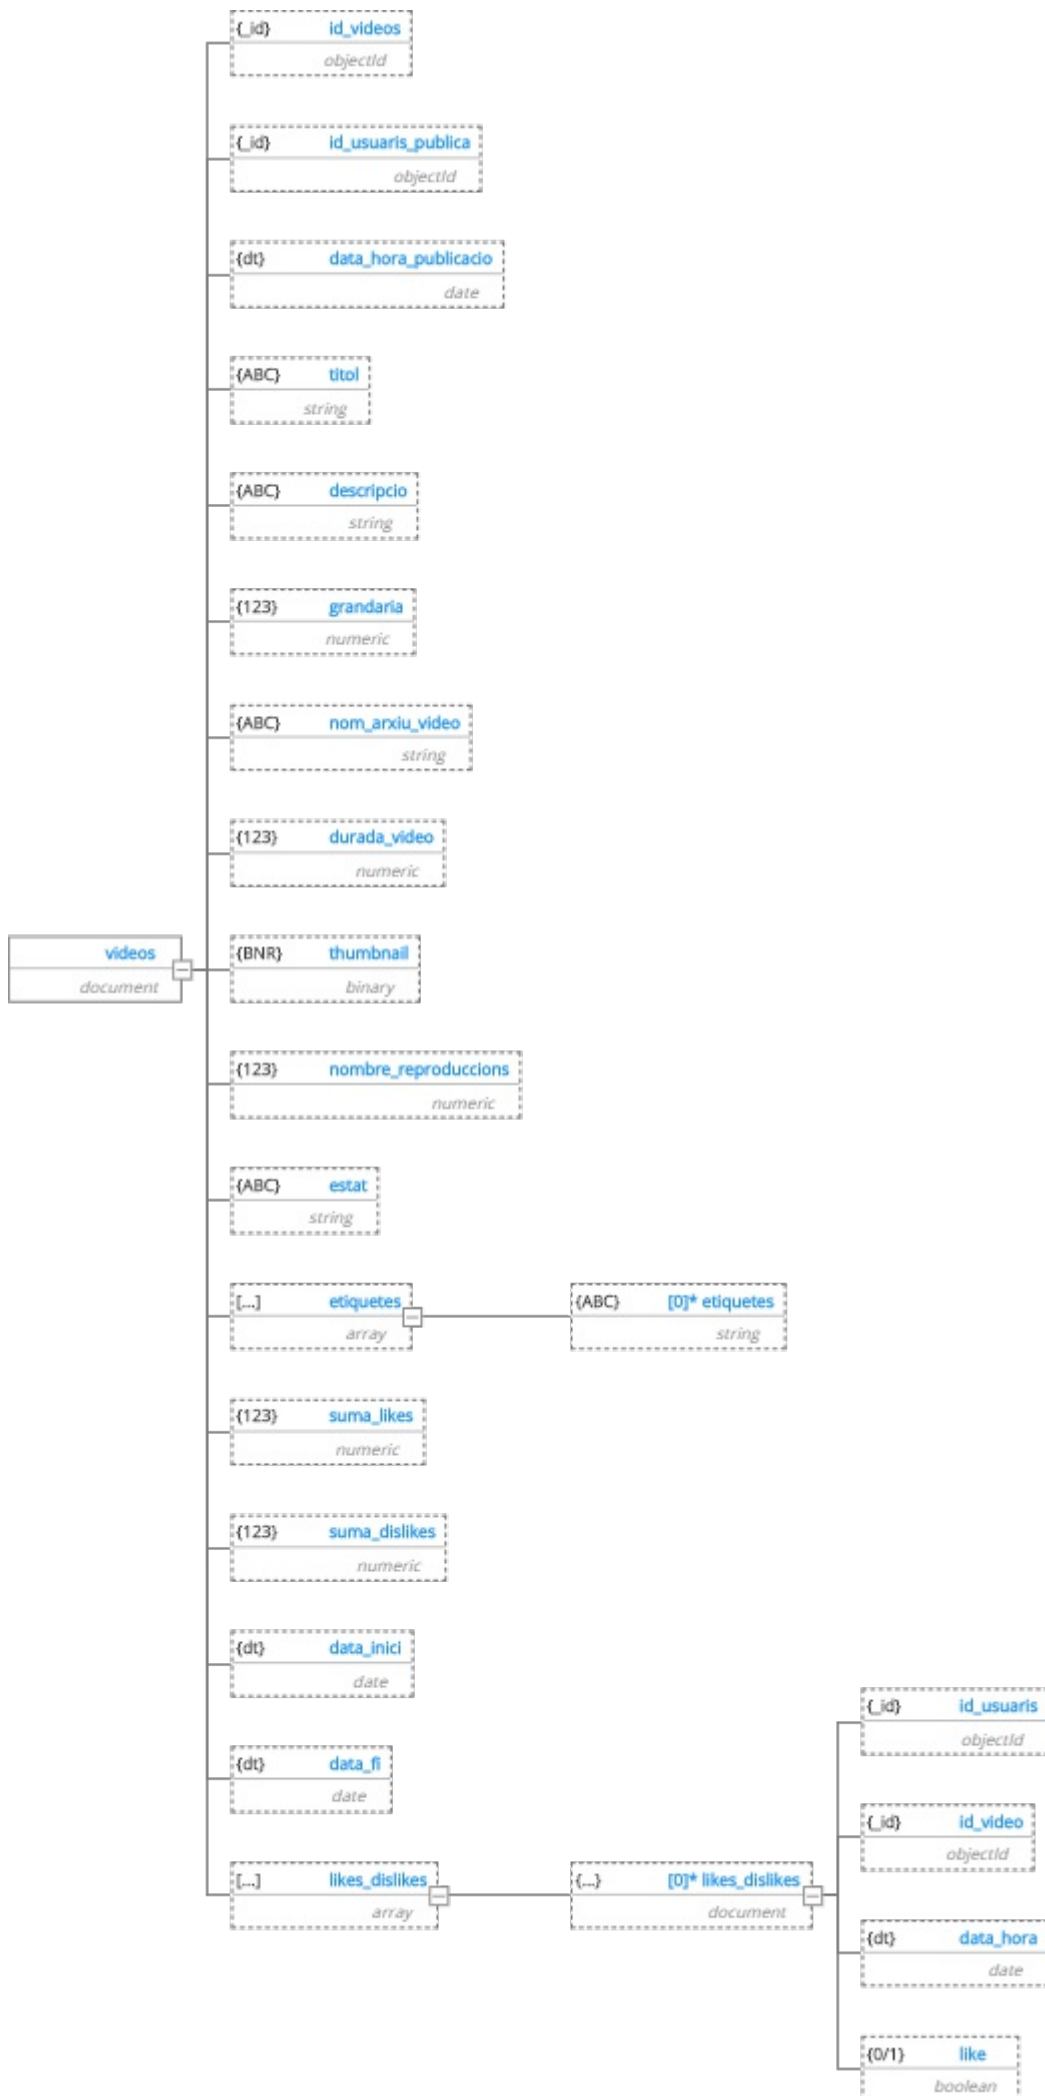 {_id} id_videos
objectId
{_id} id_usuaris_publica
objectId
{dt} data_hora_publicacio
date
{ABC} titol
string
{ABC} descripcio
string
{123} grandaria
numeric
{ABC} nom_arxiu_video
string
{123} durada_video
numeric
videos
document
{BNR} thumbnail
binary
{123} nombre_reproduccions
numeric
{ABC} estat
string
[...] etiquetes
array
{ABC} [0]* etiquetes
string
{123} suma_likes
numeric
{123} suma_dislikes
numeric
{dt} data_inici
date
{dt} data_fi
date
[...] likes_dislikes
array
{...} [0]* likes_dislikes
document
{_id} id_usuaris
objectId
{_id} id_video
objectId
{dt} data_hora
date
{0/1} like
boolean